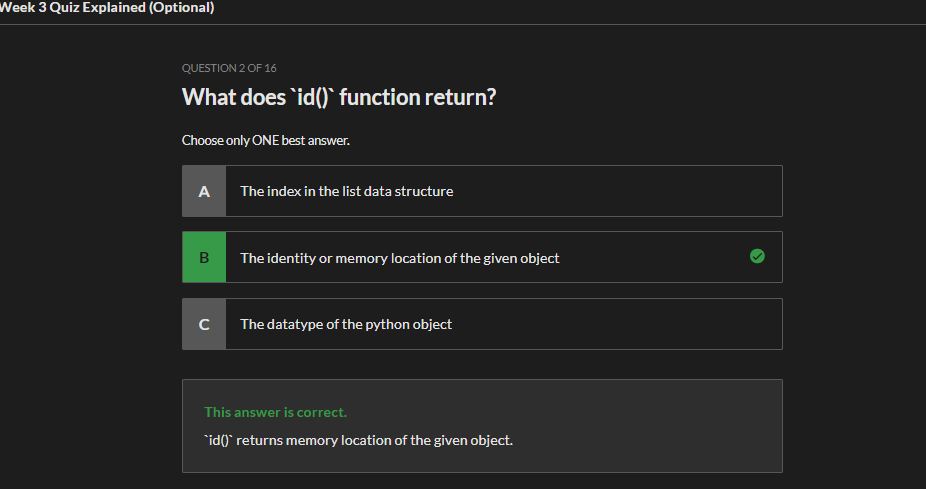 Week 3 Quiz Explained (Optional)
QUESTION 2 OF 16
What does `id()` function return?
Choose only ONE best answer.
A The index in the list data structure
B The identity or memory location of the given object
C The datatype of the python object
This answer is correct.
`id()` returns memory location of the given object.